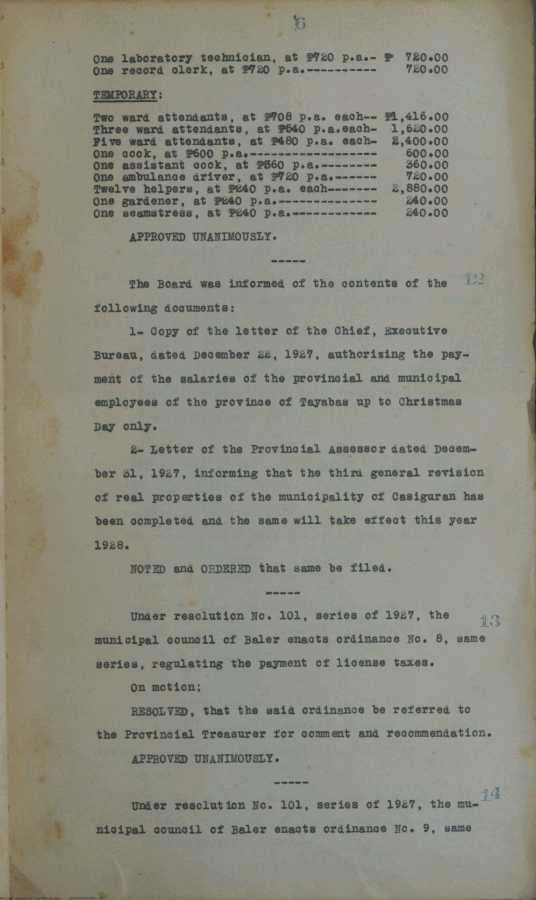 6
One laboratory technician, at ₱720 p.a.- ₱ 720.00
One record clerk, at ₱720 p.a.---------- 720.00
TEMPORARY:
Two ward attendants, at ₱708 p.a. each-- ₱1,416.00
Three ward attendants, at ₱540 p.a.each- 1,620.00
Five ward attendants, at ₱480 p.a. each- 2,400.00
One cook, at ₱600 p.a.------------------ 600.00
One assistant cook, at ₱360 p.a.-------- 360.00
One ambulance driver, at ₱720 p.a.------ 720.00
Twelve helpers, at ₱240 p.a. each------- 2,880.00
One gardener, at ₱240 p.a.-------------- 240.00
One seamstress, at ₱240 p.a.------------ 240.00
APPROVED UNANIMOUSLY.
-----
The Board was informed of the contents of the 12
following documents:
1- Copy of the letter of the Chief, Executive
Bureau, dated December 22, 1927, authorizing the pay-
ment of the salaries of the provincial and municipal
employees of the province of Tayabas up to Christmas
Day only.
2- Letter of the Provincial Assessor dated Decem-
ber 31, 1927, informing that the third general revision
of real properties of the municipality of Casiguran has
been completed and the same will take effect this year
1928.
NOTED and ORDERED that same be filed.
-----
Under resolution No. 101, series of 1927, the 13
municipal council of Baler enacts ordinance No. 8, same
series, regulating the payment of license taxes.
On motion;
RESOLVED, that the said ordinance be referred to
the Provincial Treasurer for comment and recommendation.
APPROVED UNANIMOUSLY.
-----
Under resolution No. 101, series of 1927, the mu- 14
nicipal council of Baler enacts ordinance No. 9, same